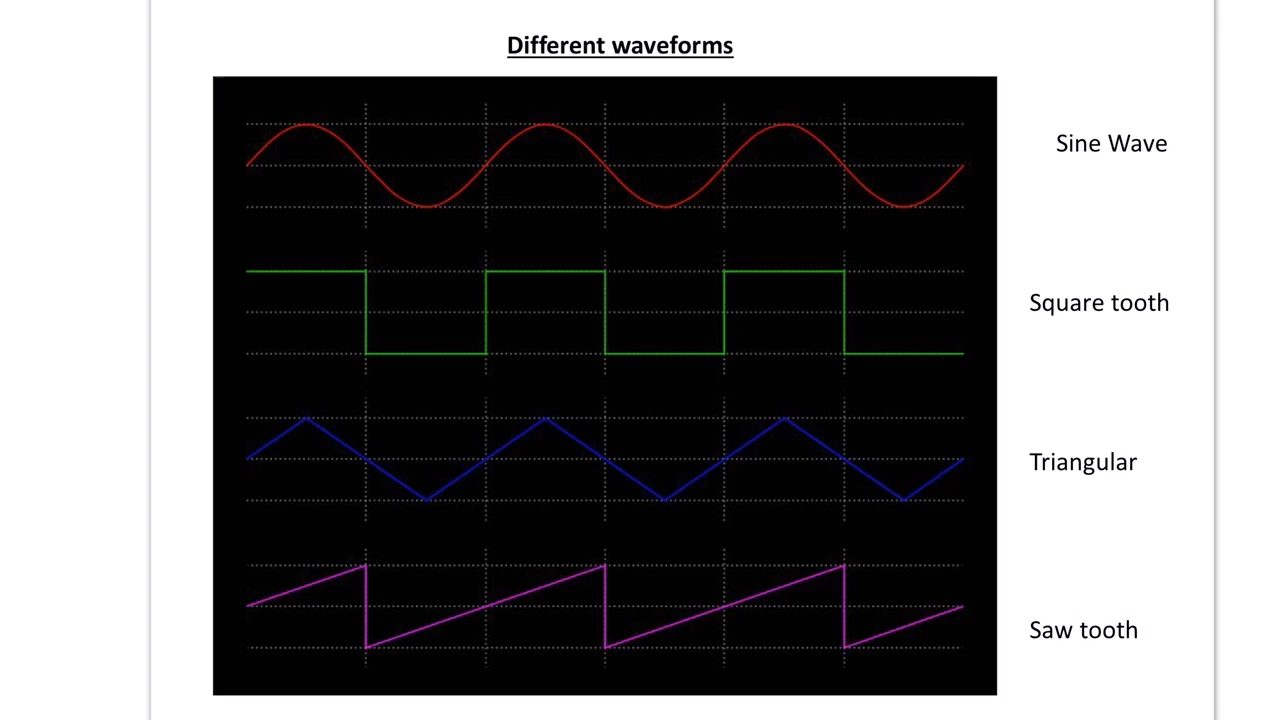 Different waveforms
Sine Wave
Square tooth
Triangular
Saw tooth